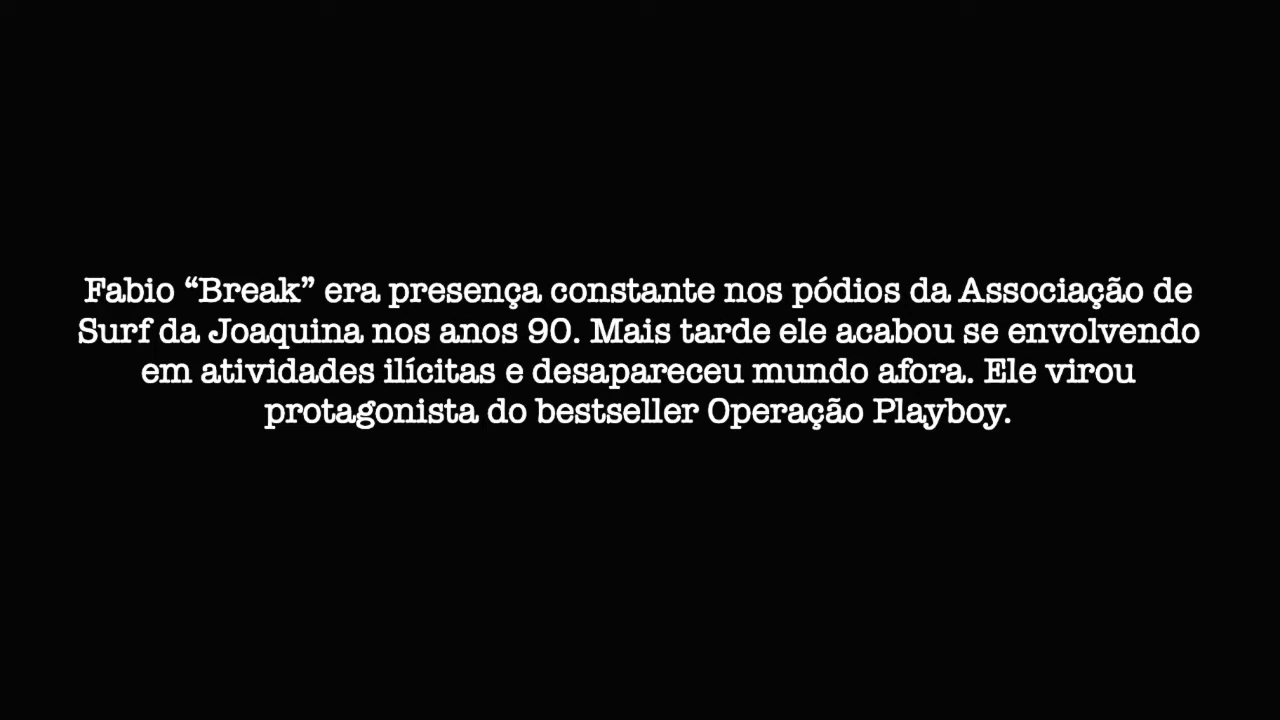 Fabio “Break” era presença constante nos pódios da Associação de
Surf da Joaquina nos anos 90. Mais tarde ele acabou se envolvendo
em atividades ilícitas e desapareceu mundo afora. Ele virou
protagonista do bestseller Operação Playboy.